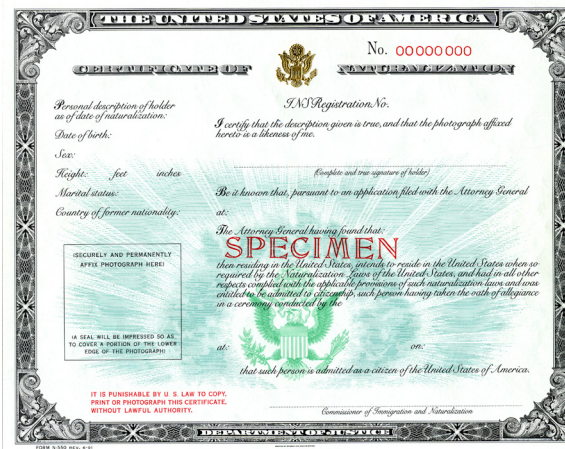 THE UNITED STATES OF AMERICA
No. 00000000
CERTIFICATE OF NATURALIZATION
Personal description of holder
as of date of naturalization:
Date of birth:
Sex:
Height: feet inches
Marital status:
Country of former nationality:
INS Registration No.
I certify that the description given is true, and that the photograph affixed
hereto is a likeness of me.
(Complete and true signature of holder)
Be it known that, pursuant to an application filed with the Attorney General
at:
The Attorney General having found that:
SPECIMEN
then residing in the United States, intends to reside in the United States when so
required by the Naturalization Laws of the United States, and had in all other
respects complied with the applicable provisions of such naturalization laws and was
entitled to be admitted to citizenship, such person having taken the oath of allegiance
in a ceremony conducted by the
(SECURELY AND PERMANENTLY
AFFIX PHOTOGRAPH HERE)
(A SEAL WILL BE IMPRESSED SO AS
TO COVER A PORTION OF THE LOWER
EDGE OF THE PHOTOGRAPH)
at: on:
that such person is admitted as a citizen of the United States of America.
IT IS PUNISHABLE BY U. S. LAW TO COPY,
PRINT OR PHOTOGRAPH THIS CERTIFICATE,
WITHOUT LAWFUL AUTHORITY.
Commissioner of Immigration and Naturalization
DEPARTMENT OF JUSTICE
FORM N-550 REV. 6-91